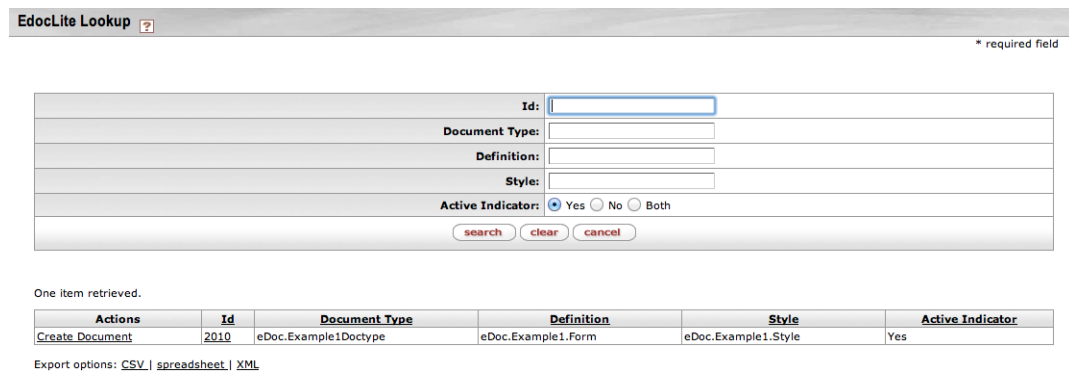 EdocLite Lookup ?
* required field
Id:
Document Type:
Definition:
Style:
Active Indicator: Yes No Both
search clear cancel
One item retrieved.
Actions Id Document Type Definition Style Active Indicator
Create Document 2010 eDoc.Example1Doctype eDoc.Example1.Form eDoc.Example1.Style Yes
Export options: CSV | spreadsheet | XML